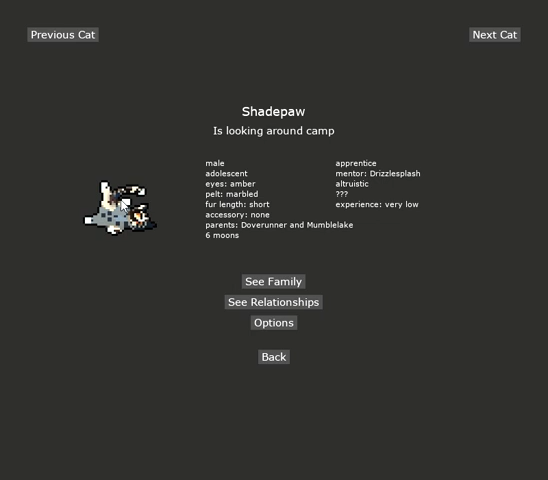 Previous Cat
Next Cat
Shadepaw
Is looking around camp
male
adolescent
eyes: amber
pelt: marbled
fur length: short
accessory: none
parents: Doverunner and Mumblelake
6 moons
apprentice
mentor: Drizzlesplash
altruistic
???
experience: very low
See Family
See Relationships
Options
Back